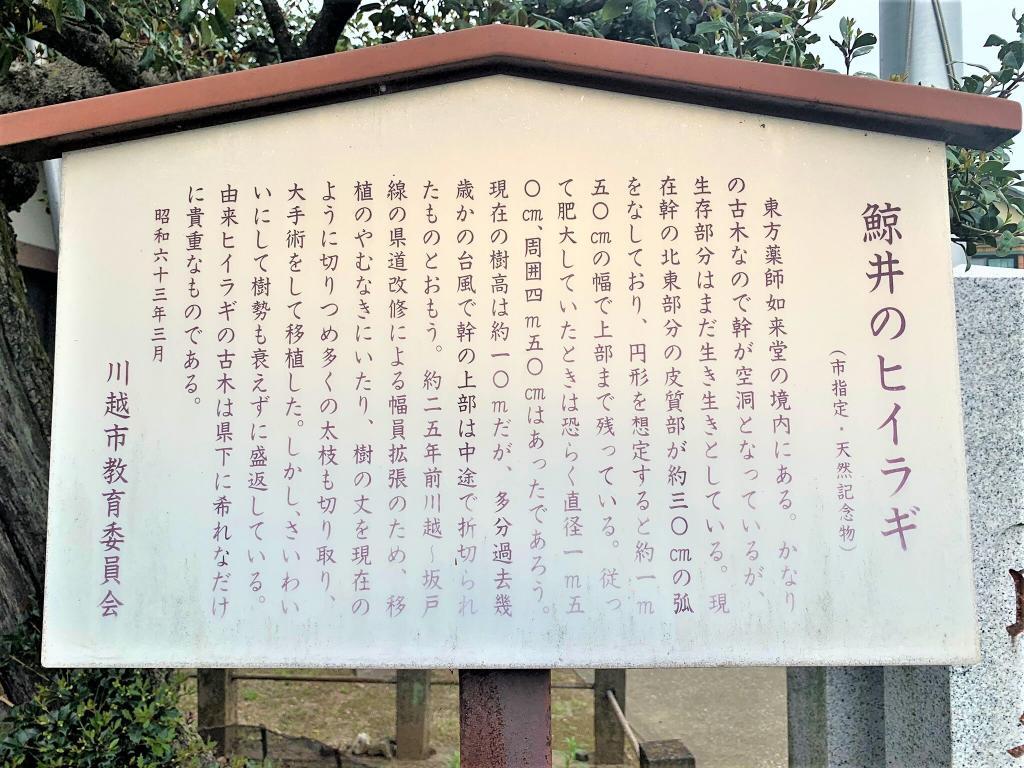 鯨井のヒイラギ
（市指定・天然記念物）
東方薬師如来堂の境内にある。かなり
の古木なので幹が空洞となっているが、
生存部分はまだ生き生きとしている。現
在幹の北東部分の皮質部が約三〇㎝の弧
をなしており、円形を想定すると約一ｍ
五〇㎝の幅で上部まで残っている。従っ
て肥大していたときは恐らく直径一ｍ五
〇㎝、周囲四ｍ五〇㎝はあったであろう。
現在の樹高は約一〇ｍだが、多分過去幾
歳かの台風で幹の上部は中途で折切られ
たものとおもう。約二五年前川越～坂戸
線の県道改修による幅員拡張のため、移
植のやむなきにいたり、樹の丈を現在の
ように切りつめ多くの太枝も切り取り、
大手術をして移植した。しかし、さいわい
いにして樹勢も衰えずに盛返している。
由来ヒイラギの古木は県下に希れなだけ
に貴重なものである。
昭和六十三年三月
川越市教育委員会